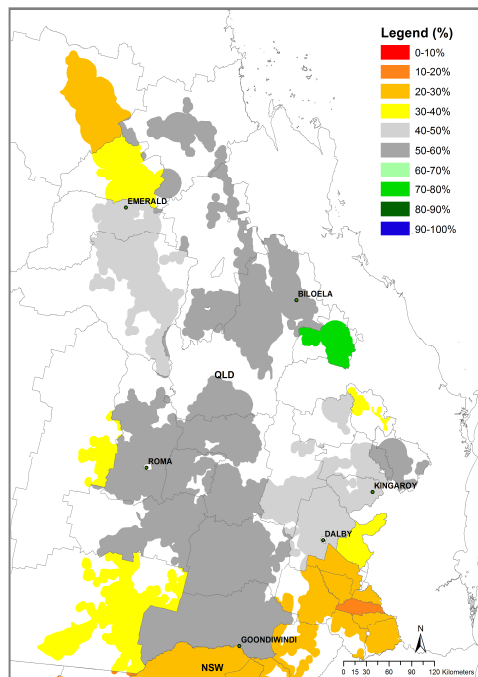 Legend (%)
0-10%
10-20%
20-30%
30-40%
40-50%
50-60%
60-70%
70-80%
80-90%
90-100%
EMERALD
BILOELA
QLD
ROMA
KINGAROY
DALBY
GOONDIWINDI
NSW
N
0 15 30 60 90 120 Kilometers